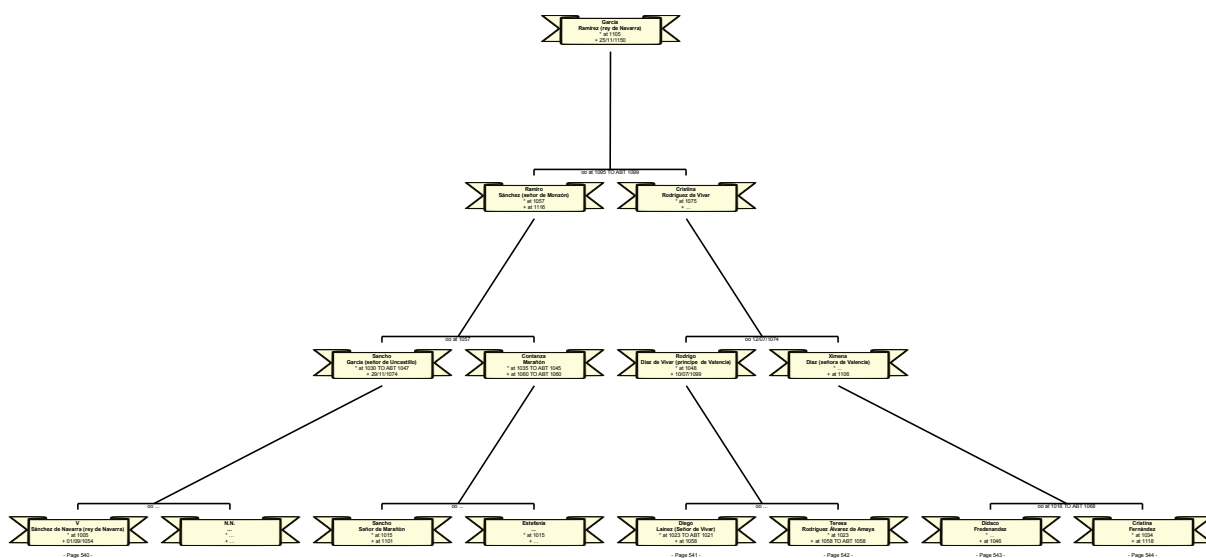 García
Ramírez (rey de Navarra)
* at 1105
+ 25/11/1150
oo at 1095 TO ABT 1099
Ramiro
Sánchez (señor de Monzón)
* at 1057
+ at 1116
Cristina
Rodríguez de Vivar
* at 1075
+ ...
oo at 1057
oo 12/07/1074
Sancho
García (señor de Uncastillo)
* at 1030 TO ABT 1047
+ 29/11/1074
Contanza
Marañón
* at 1035 TO ABT 1045
+ at 1060 TO ABT 1060
Rodrigo
Díaz de Vivar (príncipe de Valencia)
* at 1048
+ 10/07/1099
Ximena
Díaz (señora de Valencia)
* ...
+ at 1106
oo ...
oo ...
oo ...
oo at 1018 TO ABT 1068
V
Sánchez de Navarra (rey de Navarra)
* at 1005
+ 01/09/1054
N.N.
...
* ...
+ ...
Sancho
Señor de Marañón
* at 1015
+ at 1101
Estefanía
...
* at 1015
+ ...
Diego
Laínez (Señor de Vivar)
* at 1023 TO ABT 1021
+ at 1058
Teresa
Rodríguez Álvarez de Amaya
* at 1023
+ at 1058 TO ABT 1058
Didaco
Fredenandez
* ...
+ at 1046
Cristina
Fernández
* at 1034
+ at 1118
- Page 540 -
- Page 541 -
- Page 542 -
- Page 543 -
- Page 544 -